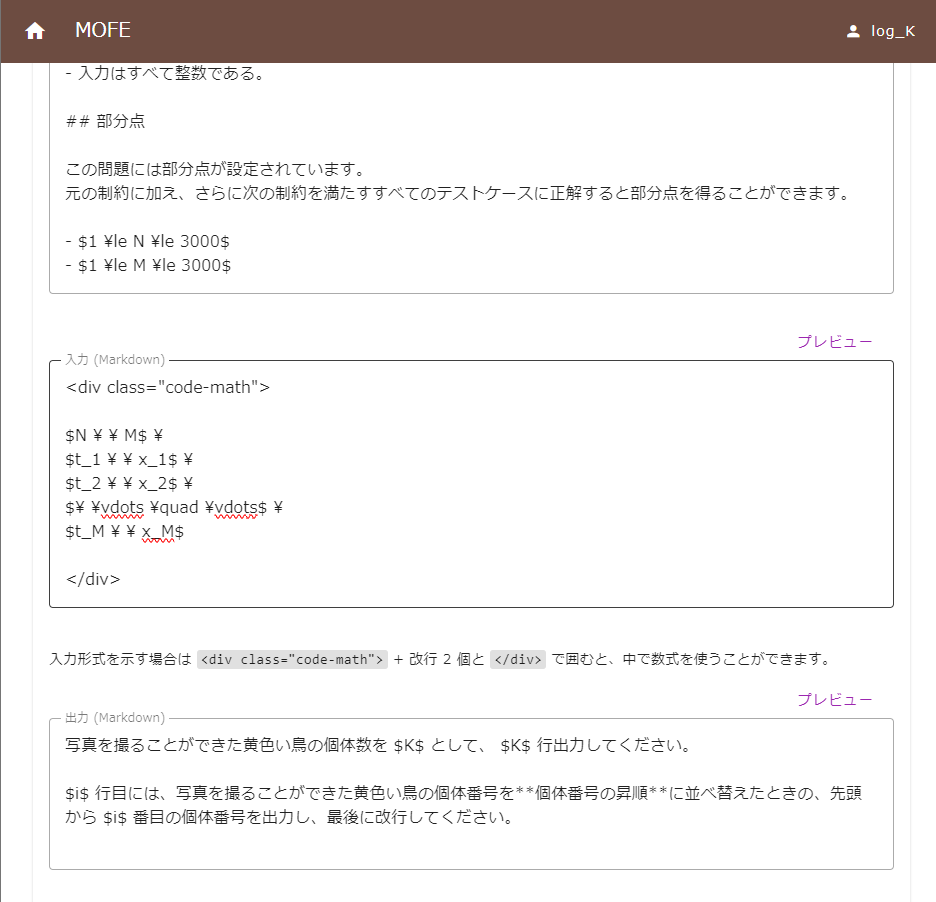 MOFE
log_K
- 入力はすべて整数である。
## 部分点
この問題には部分点が設定されています。
元の制約に加え、さらに次の制約を満たすすべてのテストケースに正解すると部分点を得ることができます。
- $1 ¥le N ¥le 3000$
- $1 ¥le M ¥le 3000$
プレビュー
入力 (Markdown)
<div class="code-math">
$N ¥ ¥ M$ ¥
$t_1 ¥ ¥ x_1$ ¥
$t_2 ¥ ¥ x_2$ ¥
$¥ ¥vdots ¥quad ¥vdots$ ¥
$t_M ¥ ¥ x_M$
</div>
入力形式を示す場合は <div class="code-math"> + 改行 2 個と </div> で囲むと、中で数式を使うことができます。
プレビュー
出力 (Markdown)
写真を撮ることができた黄色い鳥の個体数を $K$ として、 $K$ 行出力してください。
$i$ 行目には、写真を撮ることができた黄色い鳥の個体番号を**個体番号の昇順**に並べ替えたときの、先頭
から $i$ 番目の個体番号を出力し、最後に改行してください。